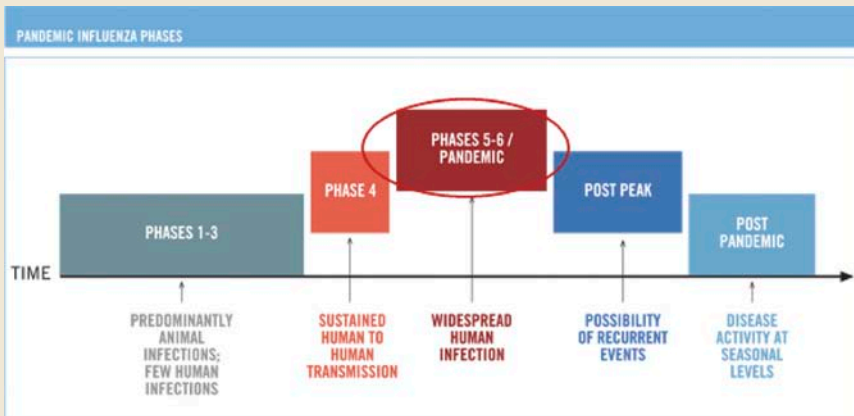 PANDEMIC INFLUENZA PHASES
PHASES 5-6 /
PANDEMIC
PHASE 4
POST PEAK
PHASES 1-3
POST
PANDEMIC
TIME
PREDOMINANTLY
ANIMAL
INFECTIONS;
FEW HUMAN
INFECTIONS
SUSTAINED
HUMAN TO
HUMAN
TRANSMISSION
WIDESPREAD
HUMAN
INFECTION
POSSIBILITY
OF RECURRENT
EVENTS
DISEASE
ACTIVITY AT
SEASONAL
LEVELS